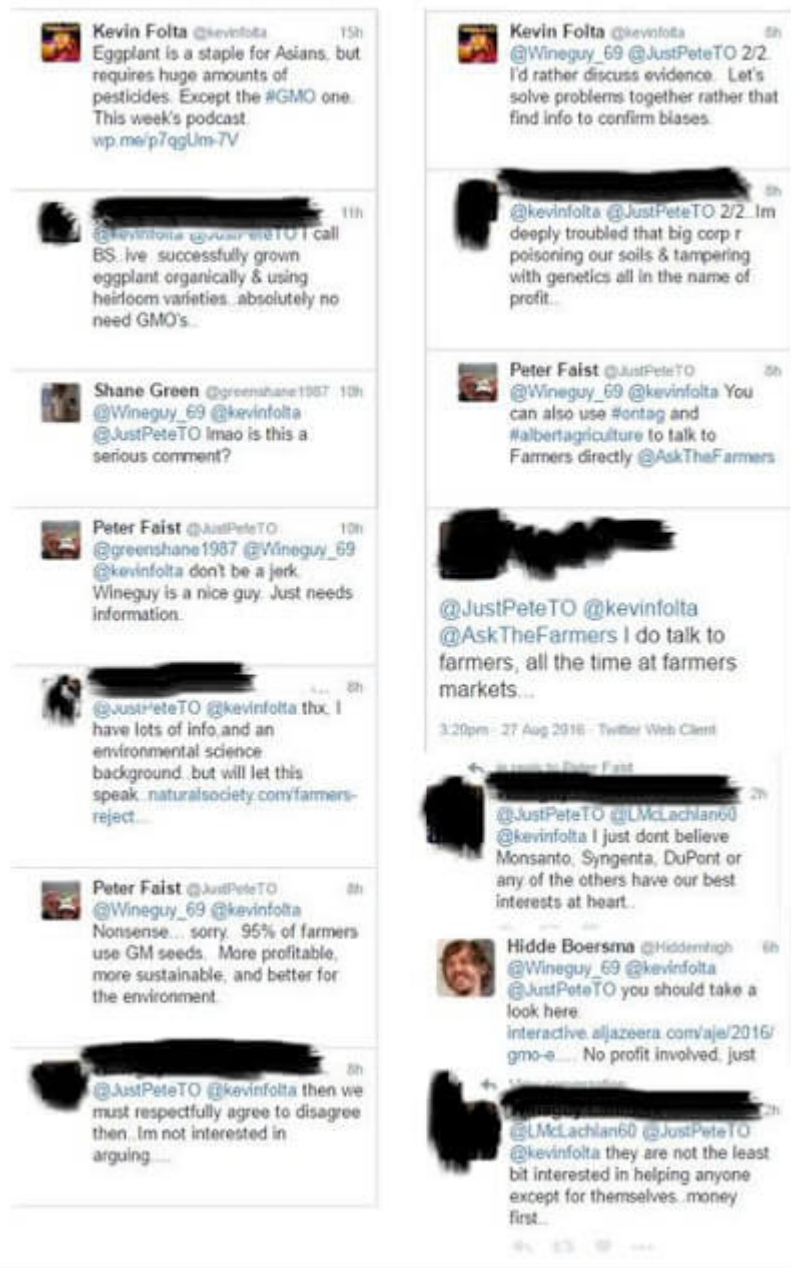 Kevin Folta @kevinfolta 15h
Eggplant is a staple for Asians, but
requires huge amounts of
pesticides. Except the #GMO one.
This week's podcast
wp.me/p7qgUm-7V
11h
@kevinfolta @JustPeteTO I call
BS..ive successfully grown
eggplant organically & using
heirloom varieties..absolutely no
need GMO's..
Shane Green @greenshane1987 10h
@Wineguy_69 @kevinfolta
@JustPeteTO lmao is this a
serious comment?
Peter Faist @JustPeteTO 10h
@greenshane1987 @Wineguy_69
@kevinfolta don't be a jerk.
Wineguy is a nice guy. Just needs
information.
8h
@JustPeteTO @kevinfolta thx, I
have lots of info,and an
environmental science
background..but will let this
speak..naturalsociety.com/farmers-
reject...
Peter Faist @JustPeteTO 8h
@Wineguy_69 @kevinfolta
Nonsense... sorry. 95% of farmers
use GM seeds. More profitable,
more sustainable, and better for
the environment.
8h
@JustPeteTO @kevinfolta then we
must respectfully agree to disagree
then..Im not interested in
arguing....
Kevin Folta @kevinfolta 8h
@Wineguy_69 @JustPeteTO 2/2.
I'd rather discuss evidence. Let's
solve problems together rather that
find info to confirm biases.
8h
@kevinfolta @JustPeteTO 2/2..Im
deeply troubled that big corp r
poisoning our soils & tampering
with genetics all in the name of
profit..
Peter Faist @JustPeteTO 8h
@Wineguy_69 @kevinfolta You
can also use #ontag and
#albertagriculture to talk to
Farmers directly @AskTheFarmers
@JustPeteTO @kevinfolta
@AskTheFarmers I do talk to
farmers, all the time at farmers
markets...
3:20pm · 27 Aug 2016 · Twitter Web Client
in reply to Peter Faist
2h
@JustPeteTO @LMcLachlan60
@kevinfolta I just dont believe
Monsanto, Syngenta, DuPont or
any of the others have our best
interests at heart..
Hidde Boersma @Hiddemhigh 6h
@Wineguy_69 @kevinfolta
@JustPeteTO you should take a
look here
interactive.aljazeera.com/aje/2016/
gmo-e.... No profit involved, just
2h
@LMcLachlan60 @JustPeteTO
@kevinfolta they are not the least
bit interested in helping anyone
except for themselves..money
first..